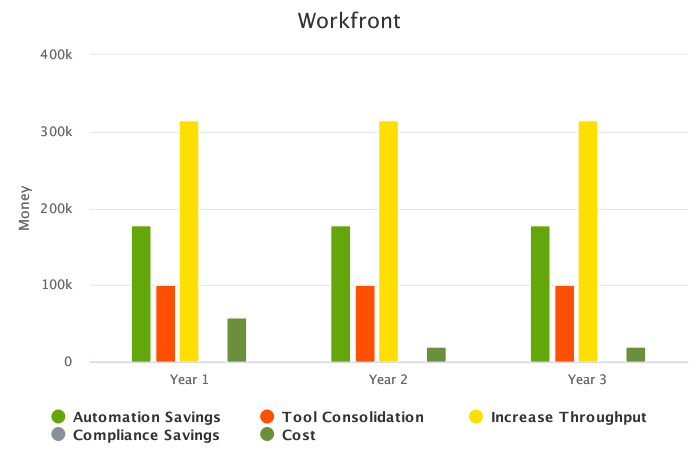 Workfront
400k
300k
200k
100k
0
Money
Year 1 Year 2 Year 3
Automation Savings Tool Consolidation Increase Throughput
Compliance Savings Cost